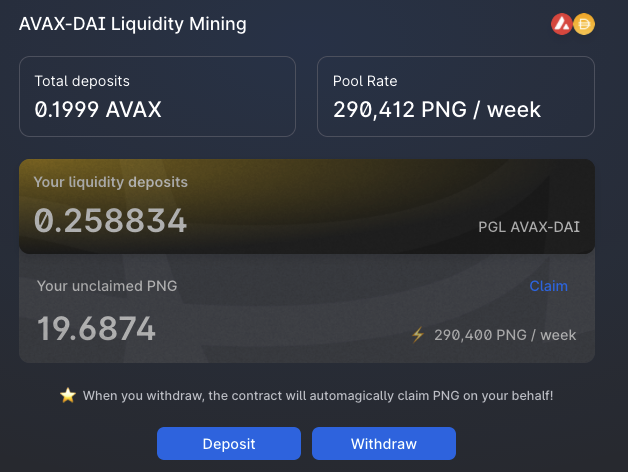 AVAX-DAI Liquidity Mining
Total deposits
0.1999 AVAX
Pool Rate
290,412 PNG / week
Your liquidity deposits
0.258834
PGL AVAX-DAI
Your unclaimed PNG
Claim
19.6874
⚡ 290,400 PNG / week
⭐ When you withdraw, the contract will automagically claim PNG on your behalf!
Deposit
Withdraw